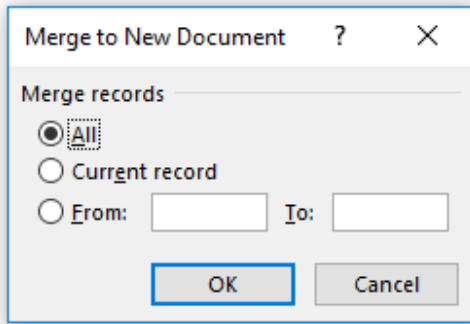 Merge to New Document ?
Merge records
All
Current record
From: To:
OK Cancel